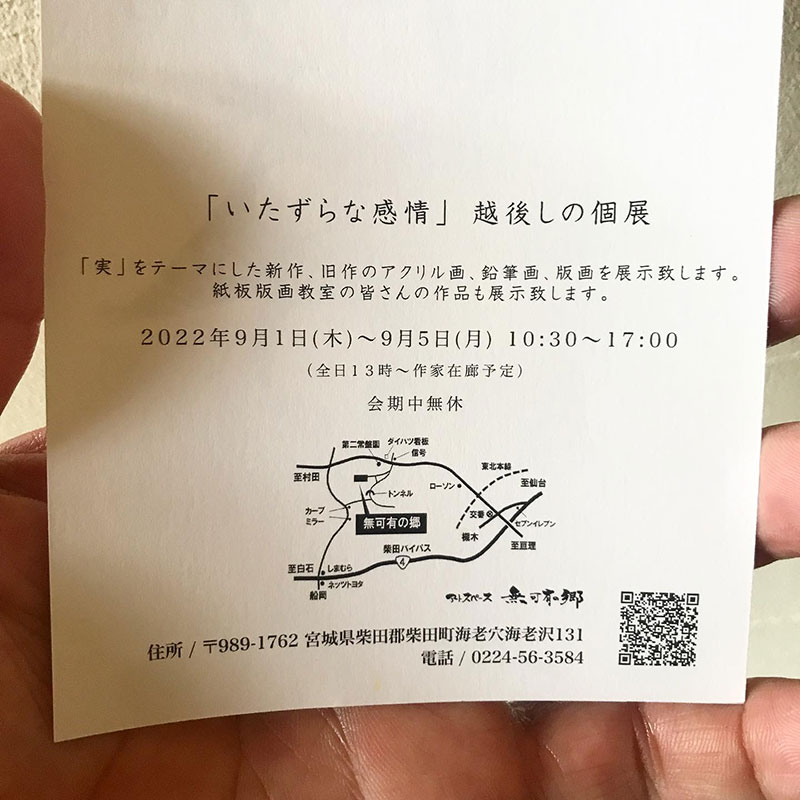 「いたずらな感情」 越後しの個展
「実」をテーマにした新作、旧作のアクリル画、鉛筆画、版画を展示致します。
紙板版画教室の皆さんの作品も展示致します。
2022年9月1日(木)〜9月5日(月) 10:30〜17:00
(全日13時〜作家在廊予定)
会期中無休
第二常盤園
ダイハツ看板
信号
至村田
東北本線
ローソン
至仙台
トンネル
カーブ
ミラー
無可有の郷
交番
セブンイレブン
槻木
至亘理
柴田バイパス
4
至白石
しまむら
ネッツトヨタ
船岡
アートスペース 無可有の郷
住所 / 〒989-1762 宮城県柴田郡柴田町海老穴海老沢131
電話 / 0224-56-3584